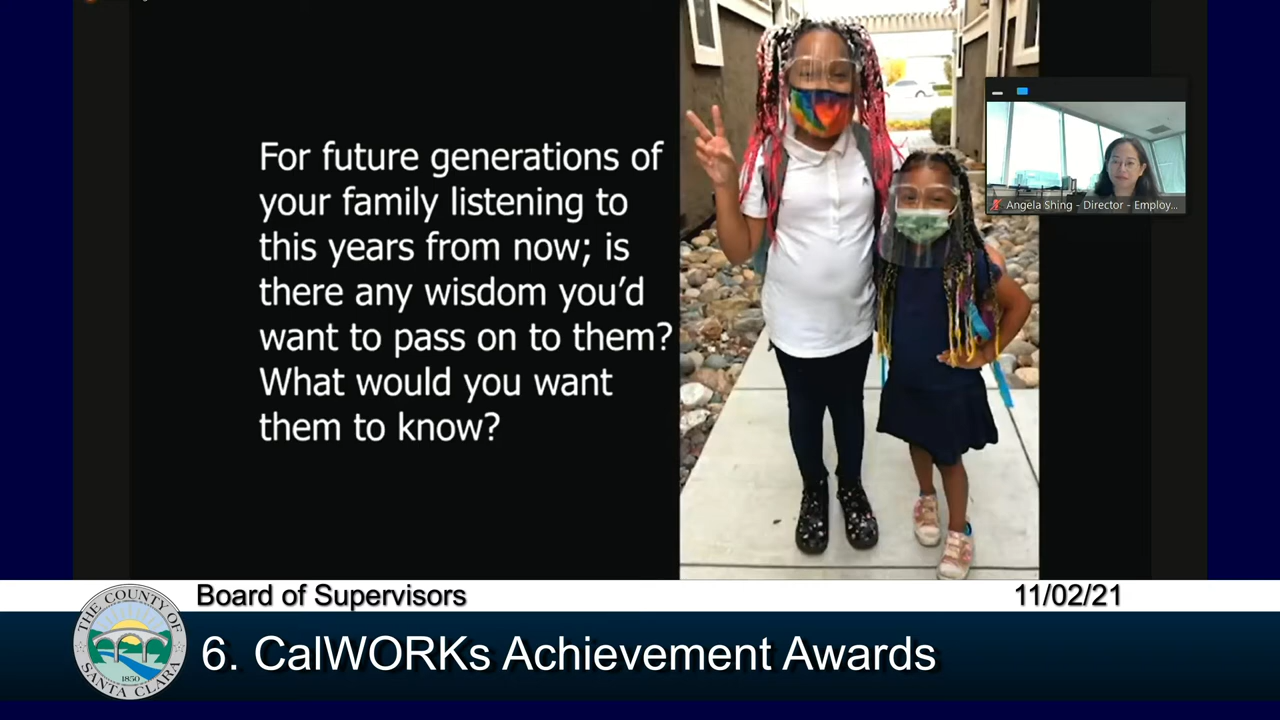 For future generations of
your family listening to
this years from now; is
there any wisdom you'd
want to pass on to them?
What would you want
them to know?
Angela Shing - Director - Employ...
Board of Supervisors
11/02/21
THE COUNTY OF
SANTA CLARA
1850
6. CalWORKs Achievement Awards